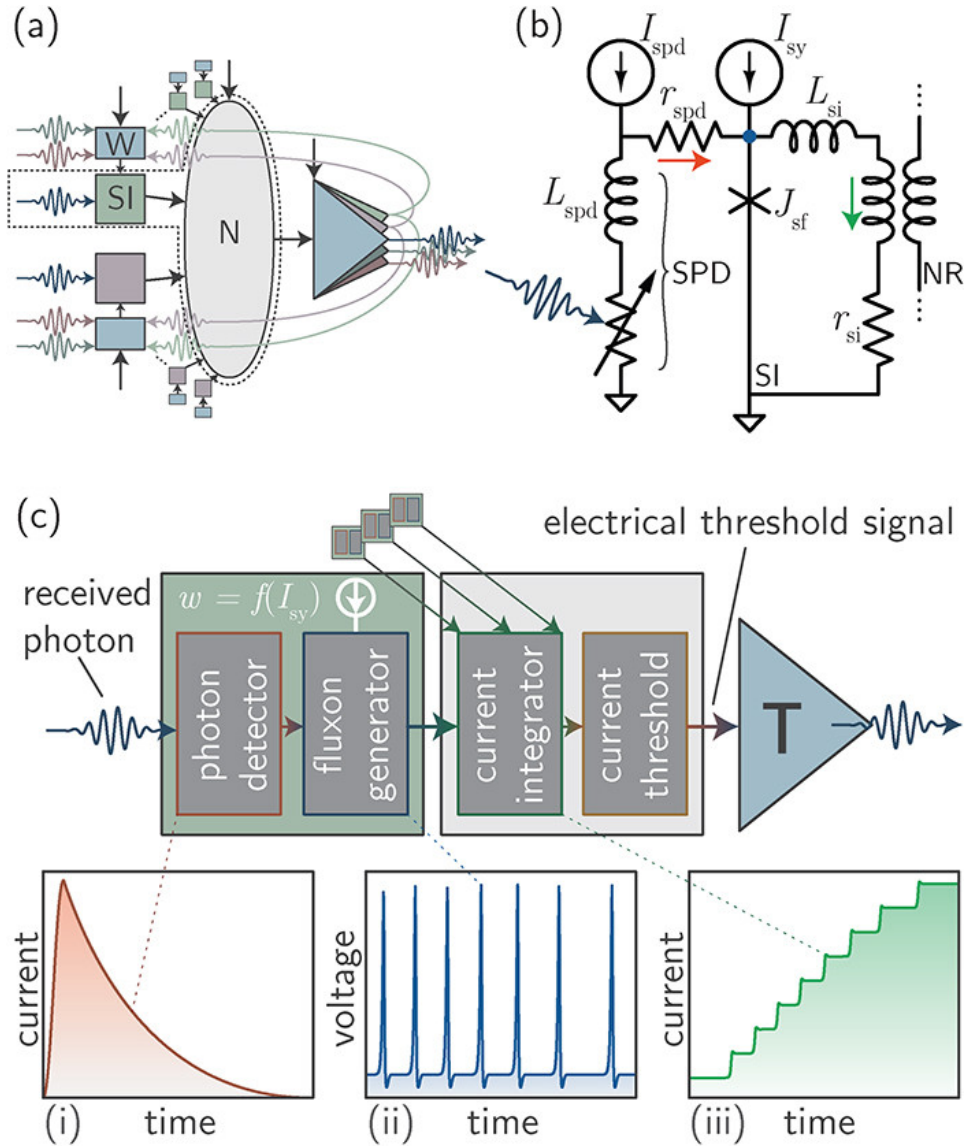 (a)
W
SI
N
(b)
I_spd
I_sy
r_spd
L_si
L_spd
J_sf
SPD
NR
r_si
SI
(c)
electrical threshold signal
received
photon
w = f(I_sy)
photon
detector
fluxon
generator
current
integrator
current
threshold
T
current
(i)
time
voltage
(ii)
time
current
(iii)
time